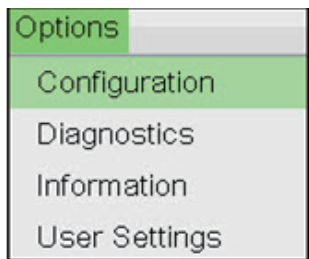 Options
Configuration
Diagnostics
Information
User Settings